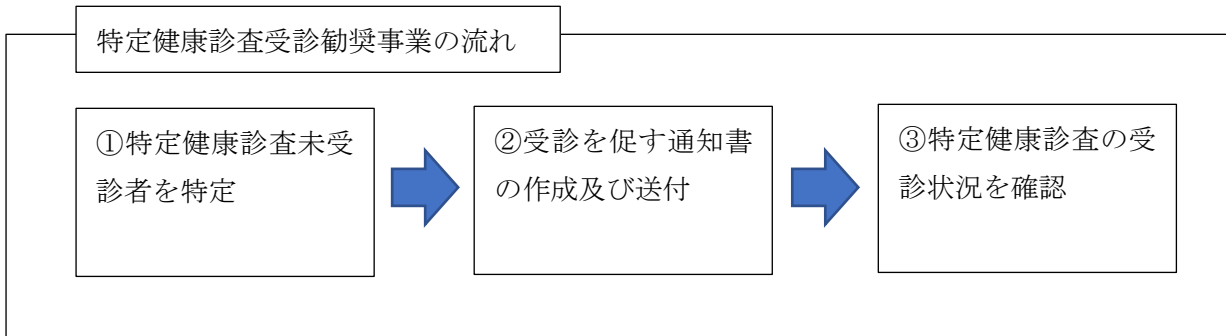 特定健康診査受診勧奨事業の流れ
①特定健康診査未受
診者を特定
②受診を促す通知書
の作成及び送付
③特定健康診査の受
診状況を確認